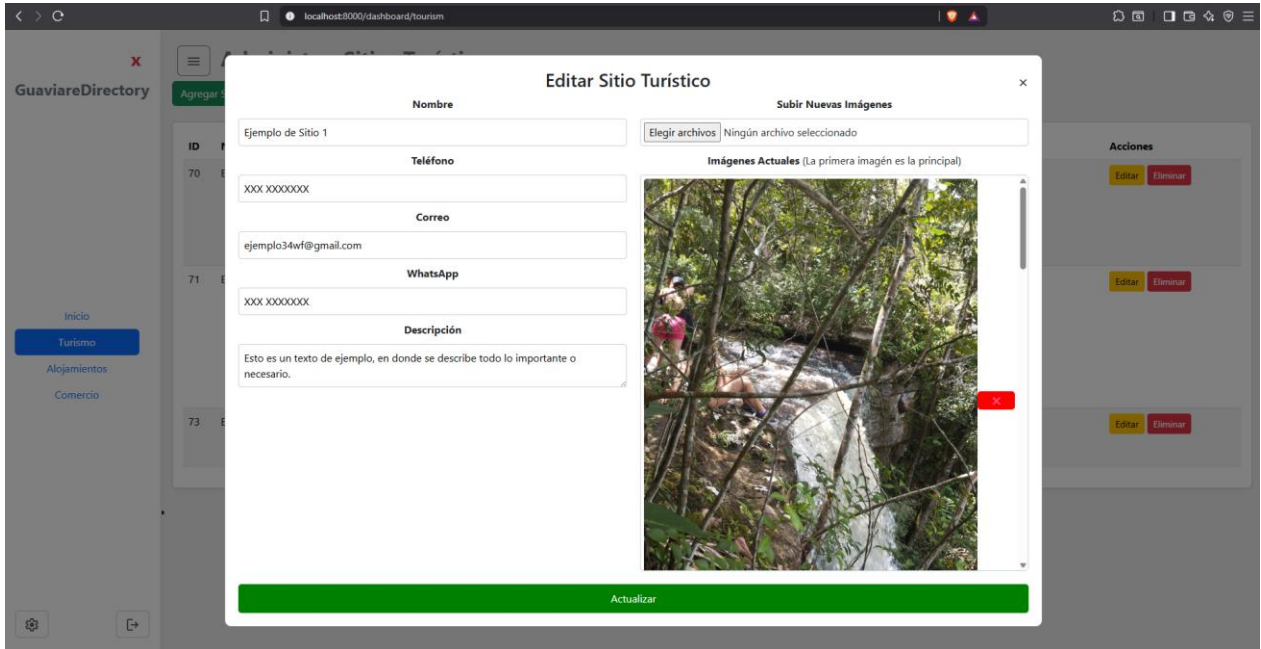 localhost:8000/dashboard/tourism
X
GuaviareDirectory
Agregar
ID
Acciones
70
Editar Eliminar
71
Editar Eliminar
73
Editar Eliminar
Inicio
Turismo
Alojamientos
Comercio
Editar Sitio Turístico
×
Nombre
Ejemplo de Sitio 1
Teléfono
XXX XXXXXXX
Correo
ejemplo34wf@gmail.com
WhatsApp
XXX XXXXXXX
Descripción
Esto es un texto de ejemplo, en donde se describe todo lo importante o
necesario.
Subir Nuevas Imágenes
Elegir archivos Ningún archivo seleccionado
Imágenes Actuales (La primera imagén es la principal)
×
Actualizar